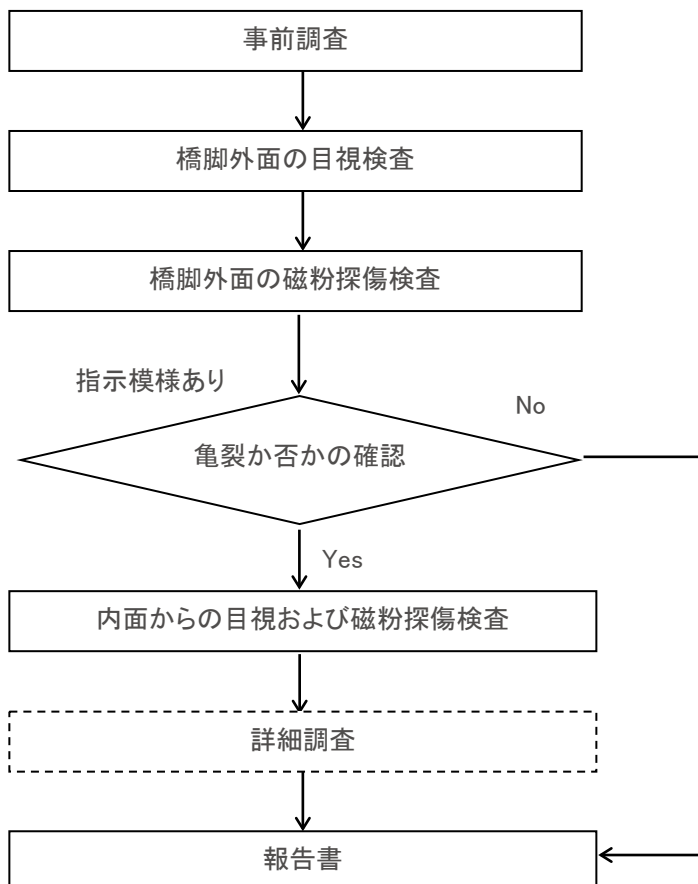 事前調査
橋脚外面の目視検査
橋脚外面の磁粉探傷検査
指示模様あり
No
亀裂か否かの確認
Yes
内面からの目視および磁粉探傷検査
詳細調査
報告書